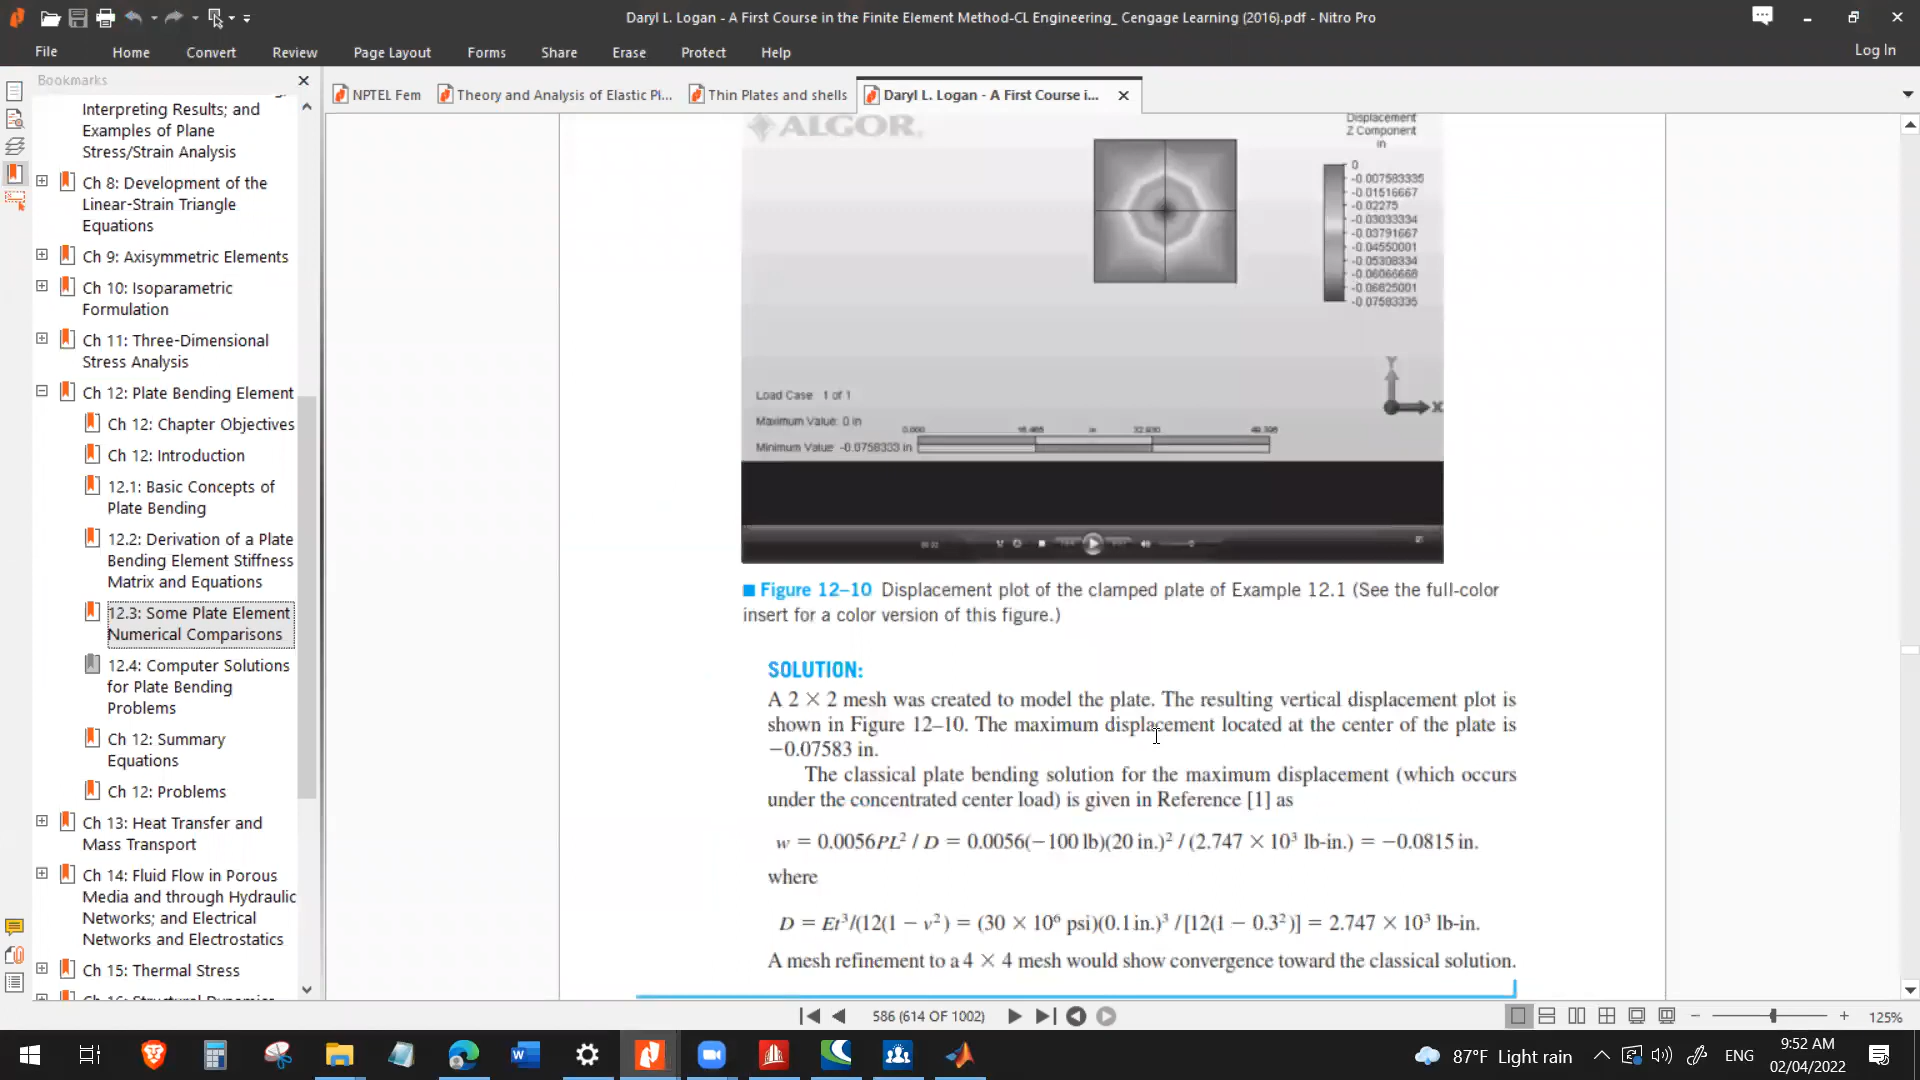 Daryl L. Logan - A First Course in the Finite Element Method-CL Engineering_ Cengage Learning (2016).pdf - Nitro Pro
File
Home
Convert
Review
Page Layout
Forms
Share
Erase
Protect
Help
Log In
Bookmarks
NPTEL Fem
Theory and Analysis of Elastic Pl...
Thin Plates and shells
Daryl L. Logan - A First Course i...
Interpreting Results; and
Examples of Plane
Stress/Strain Analysis
Ch 8: Development of the
Linear-Strain Triangle
Equations
Ch 9: Axisymmetric Elements
Ch 10: Isoparametric
Formulation
Ch 11: Three-Dimensional
Stress Analysis
Ch 12: Plate Bending Element
Ch 12: Chapter Objectives
Ch 12: Introduction
12.1: Basic Concepts of
Plate Bending
12.2: Derivation of a Plate
Bending Element Stiffness
Matrix and Equations
12.3: Some Plate Element
Numerical Comparisons
12.4: Computer Solutions
for Plate Bending
Problems
Ch 12: Summary
Equations
Ch 12: Problems
Ch 13: Heat Transfer and
Mass Transport
Ch 14: Fluid Flow in Porous
Media and through Hydraulic
Networks; and Electrical
Networks and Electrostatics
Ch 15: Thermal Stress
Ch 16: Structural Dynamics
ALGOR
Displacement
Z Component
in
0
-0.007583335
-0.01516667
-0.02275
-0.03033334
-0.03791667
-0.04550001
-0.05308334
-0.06066668
-0.06825001
-0.07583335
Y
X
Load Case 1 of 1
Maximum Value: 0 in
Minimum Value: -0.0758333 in
0.000
in
■ Figure 12–10 Displacement plot of the clamped plate of Example 12.1 (See the full-color
insert for a color version of this figure.)
SOLUTION:
A 2 × 2 mesh was created to model the plate. The resulting vertical displacement plot is
shown in Figure 12–10. The maximum displacement located at the center of the plate is
−0.07583 in.
The classical plate bending solution for the maximum displacement (which occurs
under the concentrated center load) is given in Reference [1] as
w = 0.0056PL² / D = 0.0056(−100 lb)(20 in.)² / (2.747 × 10³ lb-in.) = −0.0815 in.
where
D = Et³/(12(1 − ν²) = (30 × 10⁶ psi)(0.1in.)³ / [12(1 − 0.3²)] = 2.747 × 10³ lb-in.
A mesh refinement to a 4 × 4 mesh would show convergence toward the classical solution.
586 (614 OF 1002)
125%
87°F Light rain
ENG
9:52 AM
02/04/2022